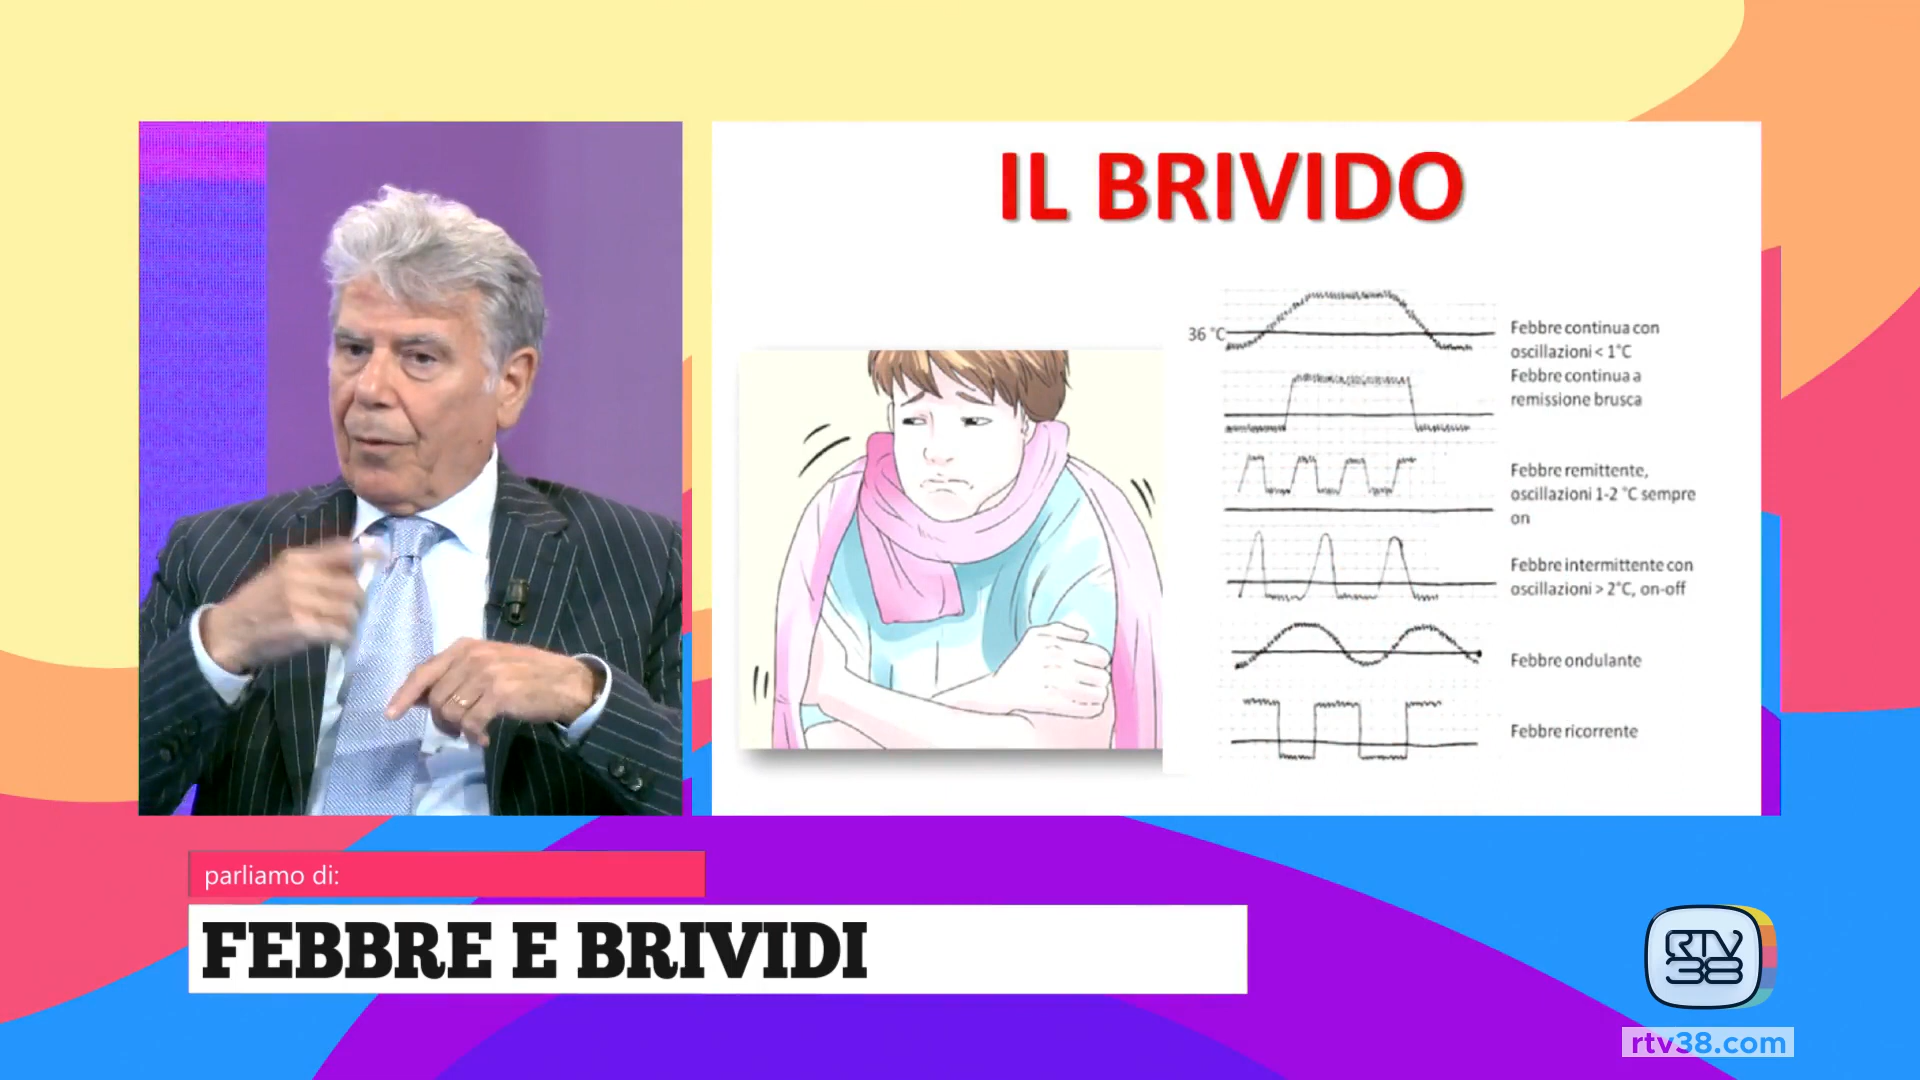 IL BRIVIDO
36 °C
Febbre continua con
oscillazioni < 1°C
Febbre continua a
remissione brusca
Febbre remittente,
oscillazioni 1-2 °C sempre
on
Febbre intermittente con
oscillazioni > 2°C, on-off
Febbre ondulante
Febbre ricorrente
parliamo di:
FEBBRE E BRIVIDI
RTV
38
rtv38.com